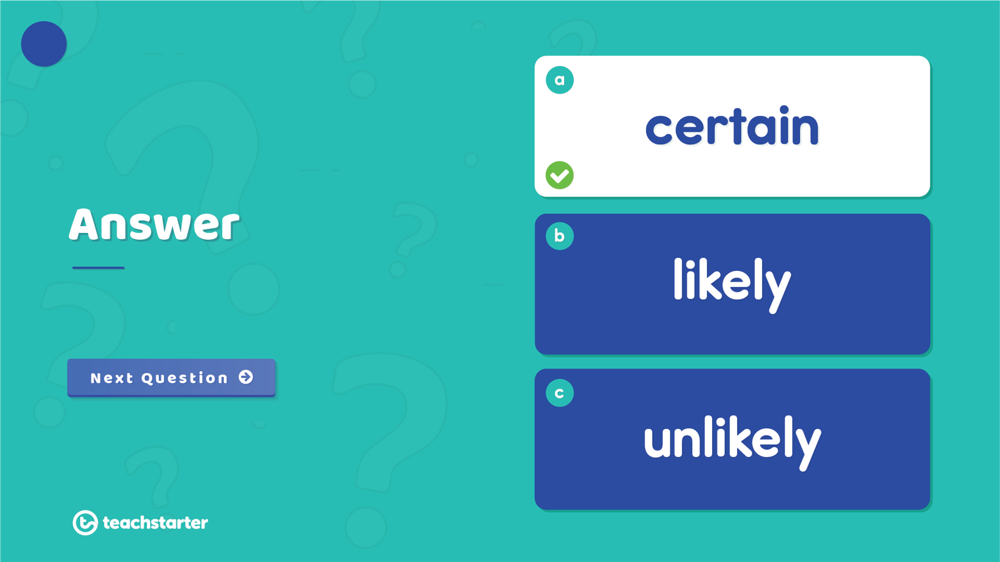 Answer
Next Question
teachstarter
a
certain
b
likely
c
unlikely